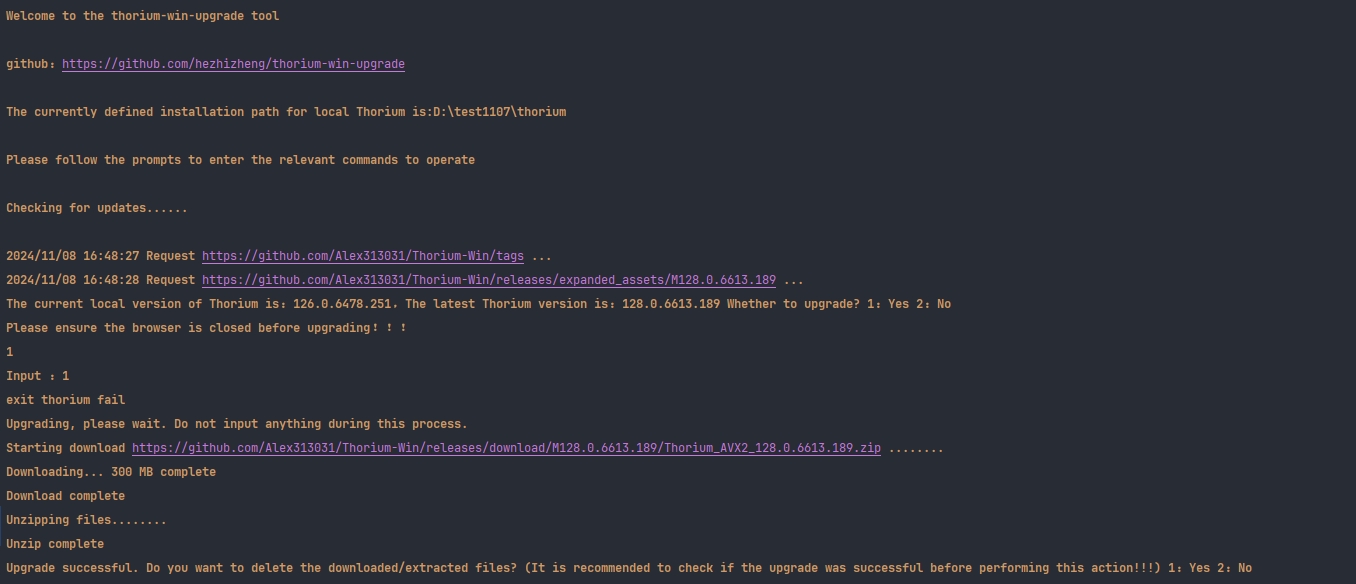 Welcome to the thorium-win-upgrade tool
github：https://github.com/hezhizheng/thorium-win-upgrade
The currently defined installation path for local Thorium is:D:\test1107\thorium
Please follow the prompts to enter the relevant commands to operate
Checking for updates......
2024/11/08 16:48:27 Request https://github.com/Alex313031/Thorium-Win/tags ...
2024/11/08 16:48:28 Request https://github.com/Alex313031/Thorium-Win/releases/expanded_assets/M128.0.6613.189 ...
The current local version of Thorium is：126.0.6478.251，The latest Thorium version is：128.0.6613.189 Whether to upgrade? 1：Yes 2：No
Please ensure the browser is closed before upgrading！！！
1
Input ：1
exit thorium fail
Upgrading, please wait. Do not input anything during this process.
Starting download https://github.com/Alex313031/Thorium-Win/releases/download/M128.0.6613.189/Thorium_AVX2_128.0.6613.189.zip ........
Downloading... 300 MB complete
Download complete
Unzipping files........
Unzip complete
Upgrade successful. Do you want to delete the downloaded/extracted files? (It is recommended to check if the upgrade was successful before performing this action!!!) 1：Yes 2：No